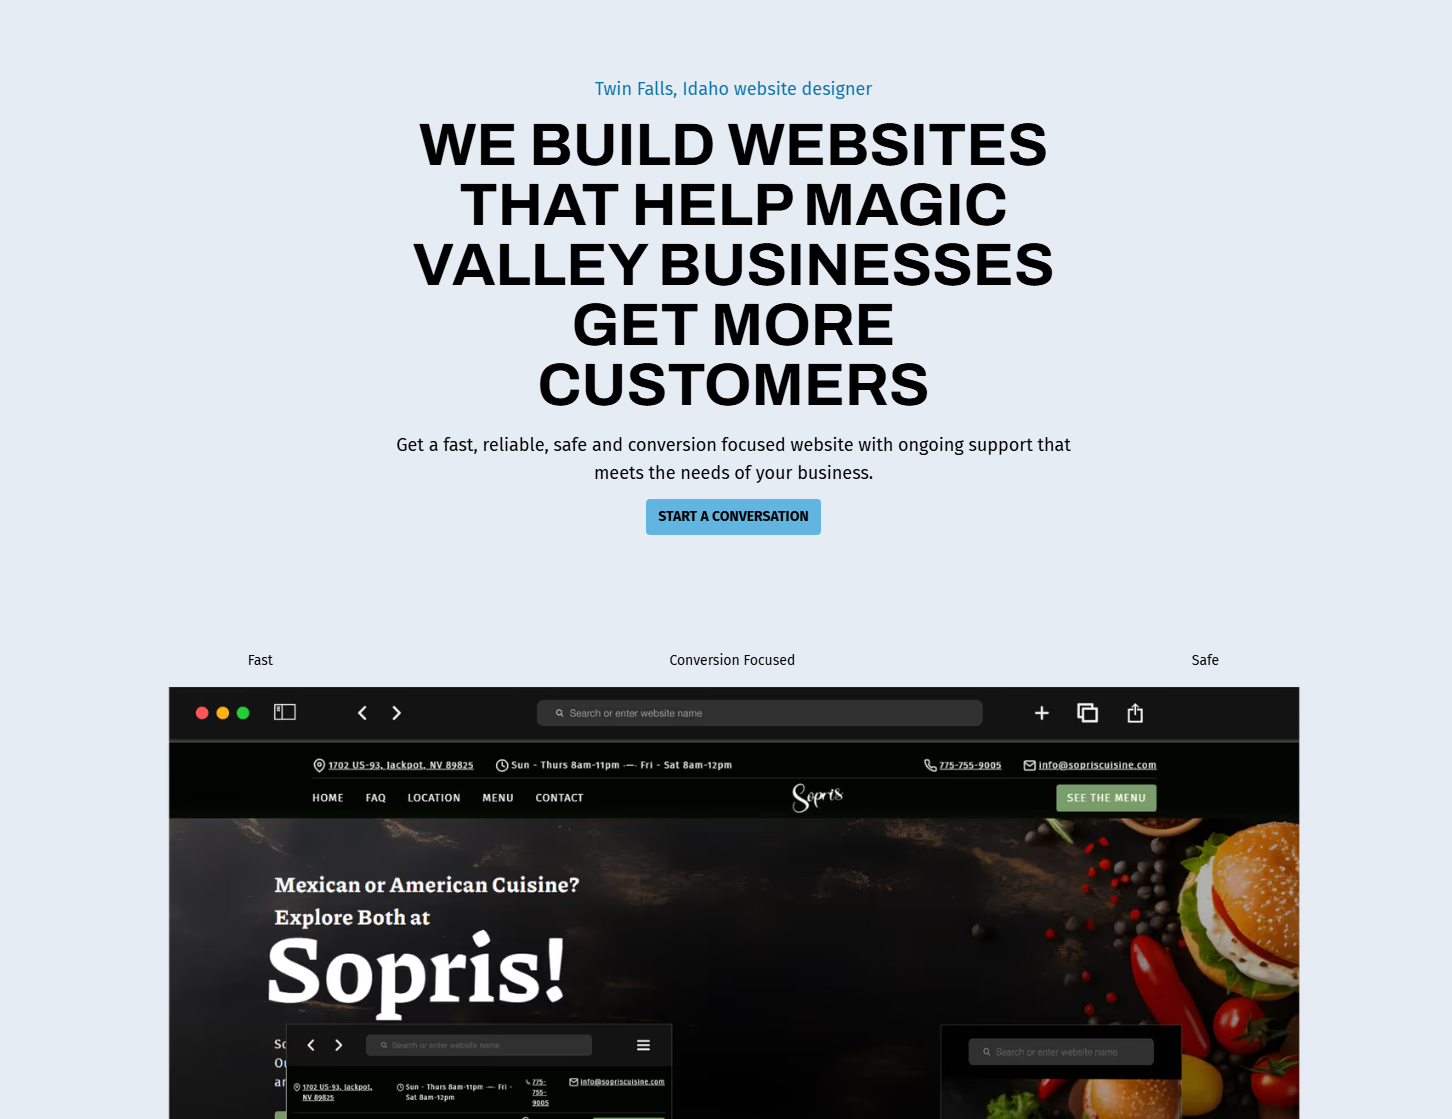 Twin Falls, Idaho website designer
WE BUILD WEBSITES
THAT HELP MAGIC
VALLEY BUSINESSES
GET MORE
CUSTOMERS
Get a fast, reliable, safe and conversion focused website with ongoing support that
meets the needs of your business.
START A CONVERSATION
Fast Conversion Focused Safe
Search or enter website name
1702 US-93, Jackpot, NV 89825 Sun - Thurs 8am-11pm -–- Fri - Sat 8am-12pm 775-755-9005 info@sopriscuisine.com
HOME FAQ LOCATION MENU CONTACT Sopris SEE THE MENU
Mexican or American Cuisine?
Explore Both at
Sopris!
Search or enter website name
Search or enter website name
1702 US-93, Jackpot,
NV 89825
Sun - Thurs 8am-11pm -–- Fri -
Sat 8am-12pm
775-
755-
9005
info@sopriscuisine.com